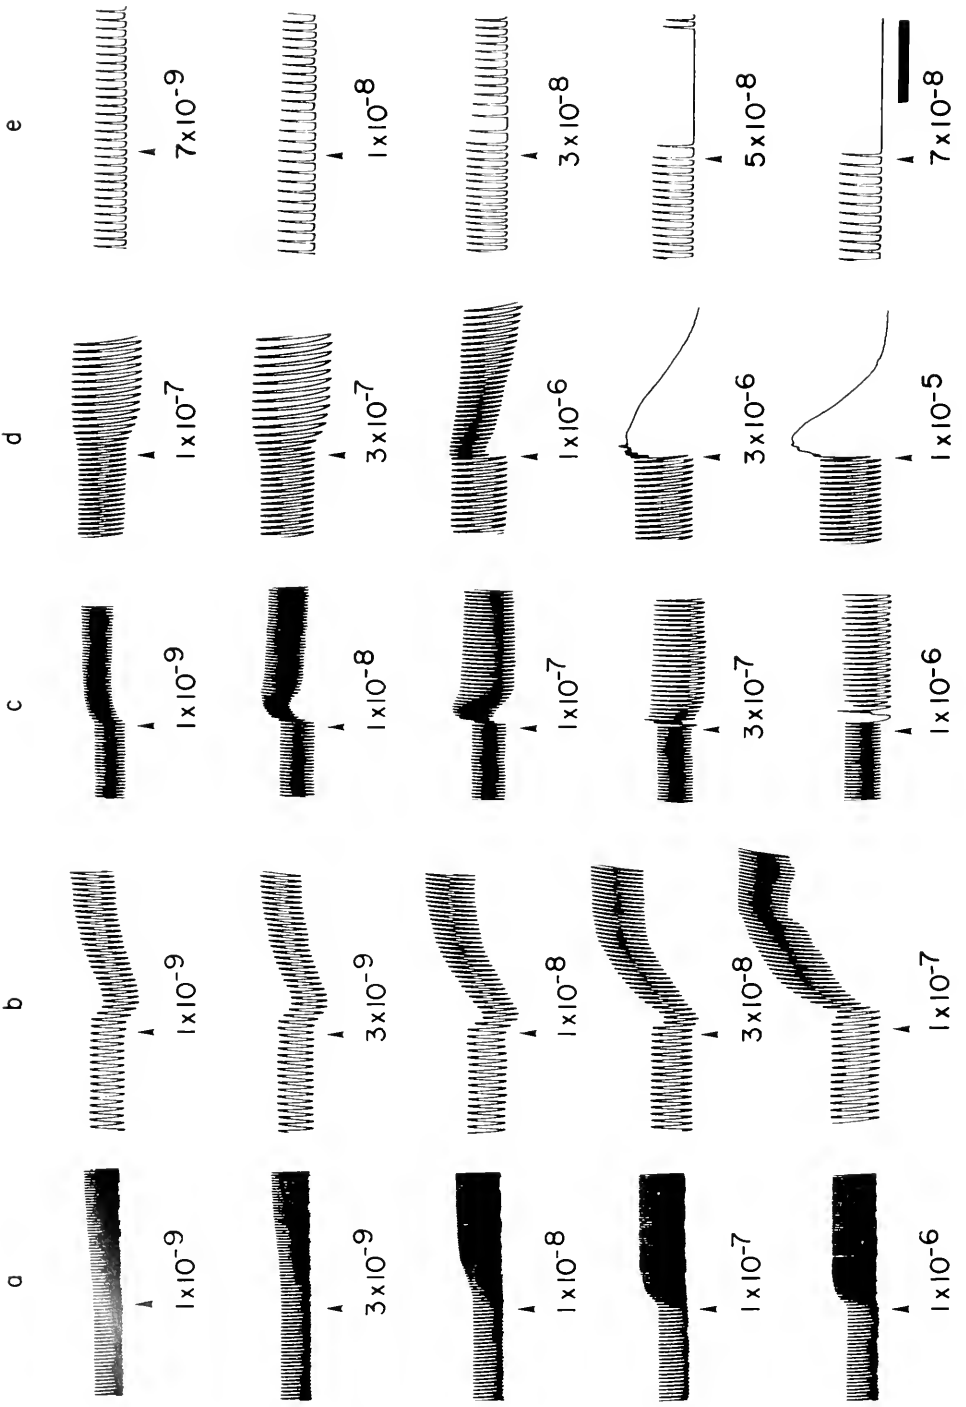 a b c d e
1x10⁻⁹ 1x10⁻⁹ 1x10⁻⁹ 1x10⁻⁷ 7x10⁻⁹
3x10⁻⁹ 3x10⁻⁹ 1x10⁻⁸ 3x10⁻⁷ 1x10⁻⁸
1x10⁻⁸ 1x10⁻⁸ 1x10⁻⁷ 1x10⁻⁶ 3x10⁻⁸
1x10⁻⁷ 3x10⁻⁸ 3x10⁻⁷ 3x10⁻⁶ 5x10⁻⁸
1x10⁻⁶ 1x10⁻⁷ 1x10⁻⁶ 1x10⁻⁵ 7x10⁻⁸